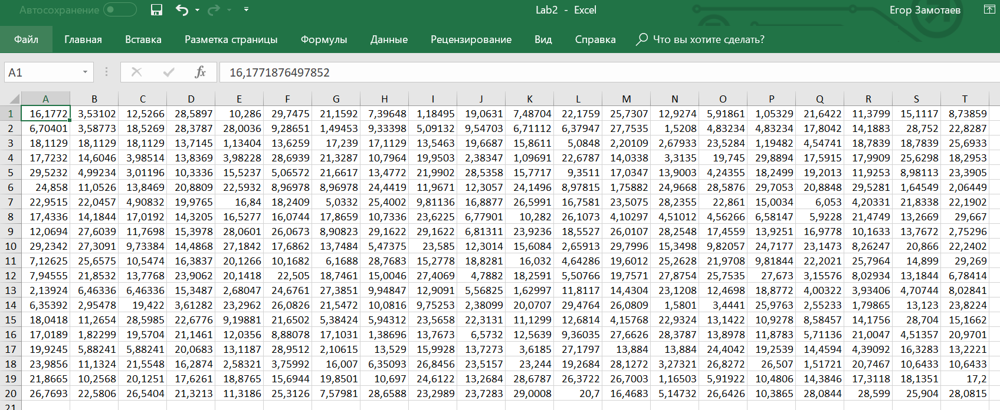 Автосохранение Lab2 - Excel Егор Замотаев
Файл Главная Вставка Разметка страницы Формулы Данные Рецензирование Вид Справка Что вы хотите сделать?
A1 fx 16,1771876497852
A B C D E F G H I J K L M N O P Q R S T
1 16,1772 3,53102 12,5266 28,5897 10,286 29,7475 21,1592 7,39648 1,18495 19,0631 7,48704 22,1759 25,7307 12,9274 5,91861 1,05329 21,6422 11,3799 15,1117 8,73859
2 6,70401 3,58773 18,5269 28,3787 28,0036 9,28651 1,49453 9,33398 5,09132 9,54703 6,71112 6,37947 27,7535 1,5208 4,83234 4,83234 17,8042 14,1883 28,752 22,8287
3 18,1129 18,1129 18,1129 13,7145 1,13404 13,6259 17,239 17,1129 13,5463 19,6687 15,8611 5,0848 2,20109 2,67933 23,5284 1,19482 4,54741 18,7839 18,7839 25,6933
4 17,7232 14,6046 3,98514 13,8369 3,98228 28,6939 21,3287 10,7964 19,9503 2,38347 1,09691 22,6787 14,0338 3,3135 19,745 29,8894 17,5915 17,9909 25,6298 18,2953
5 29,5232 4,99234 3,01196 10,3336 15,5237 5,06572 21,6617 13,4772 21,9902 28,5358 15,7717 9,3511 17,0347 13,9003 4,24355 18,2499 19,2013 11,9253 8,98113 23,3905
6 24,858 11,0526 13,8469 20,8809 22,5932 8,96978 8,96978 24,4419 11,9671 12,3057 24,1496 8,97815 1,75882 24,9668 28,5876 29,7053 20,8848 29,5281 1,64549 2,06449
7 22,9515 22,0457 4,90832 19,9765 16,84 18,2409 5,0332 25,4002 9,81136 16,8877 26,5991 16,7581 23,5075 28,2355 22,861 15,0034 6,053 4,20331 21,8338 22,1902
8 17,4336 14,1844 17,0192 14,3205 16,5277 16,0744 17,8659 10,7336 23,6225 6,77901 10,282 26,1073 4,10297 4,51012 4,56266 6,58147 5,9228 21,4749 13,2669 29,667
9 12,0694 27,6039 11,7698 15,3978 28,0601 26,0673 8,90823 29,1622 29,1622 6,81311 23,9236 18,5527 26,0107 28,2548 17,4559 13,9251 16,9778 10,1633 13,7672 2,75296
10 29,2342 27,3091 9,73384 14,4868 27,1842 17,6862 13,7484 5,47375 23,585 12,3014 15,6084 2,65913 29,7996 15,3498 9,82057 24,7177 23,1473 8,26247 20,866 22,2402
11 7,12625 25,6575 10,5474 16,3837 20,1266 10,1682 6,1688 28,7683 15,2778 18,8281 16,032 4,64286 19,6012 25,2628 21,9708 9,81844 22,2021 25,7964 14,899 29,269
12 7,94555 21,8532 13,7768 23,9062 20,1418 22,505 18,7461 15,0046 27,4069 4,7882 18,2591 5,50766 19,7571 27,8754 25,7535 27,673 3,15576 8,02934 13,1844 6,78414
13 2,13924 6,46336 6,46336 15,3487 2,68047 24,6761 27,3851 9,94847 12,9091 5,56825 1,62997 11,8117 14,4304 23,1208 12,4698 18,8772 4,00322 3,93406 4,70744 8,02841
14 6,35392 2,95478 19,422 3,61282 23,2962 26,0826 21,5472 10,0816 9,75253 2,38099 20,0707 29,4764 26,0809 1,5801 3,4441 25,9763 2,55233 1,79865 13,123 23,8224
15 18,0418 11,2654 28,5985 22,6776 9,19881 21,6502 5,38424 5,94312 23,5658 22,3131 11,1299 12,6814 4,15768 22,9324 13,1422 10,9278 8,58457 14,1756 28,704 15,1662
16 17,0189 1,82299 19,5704 21,1461 12,0356 8,88078 17,1031 1,38696 13,7673 6,5732 12,5639 9,36035 27,6626 28,3787 13,8978 11,8783 5,71136 21,0047 4,51357 20,9701
17 19,9245 5,88241 5,88241 20,0683 13,1187 28,9512 2,10615 13,529 15,9928 13,7273 3,6185 27,1797 13,884 13,884 24,4042 19,2539 14,4594 4,39092 16,3283 13,2221
18 23,9856 11,1324 21,5548 16,2874 2,58321 3,75992 16,007 6,35093 26,8456 23,5157 23,244 19,2684 28,1272 3,27321 26,8272 26,507 1,51721 20,7467 10,6433 10,6433
19 21,8665 10,2568 20,1251 17,6261 18,8765 15,6944 19,8501 10,697 24,6122 13,2684 28,6787 26,3722 26,7003 1,16503 5,91922 10,4806 14,3846 17,3118 18,1351 17,2
20 26,7693 22,5806 26,5404 21,3213 11,3186 25,3126 7,57981 28,6588 23,2989 23,7283 29,0008 20,7 16,4683 5,14732 26,6426 10,3865 28,0844 28,599 25,904 28,0815
21